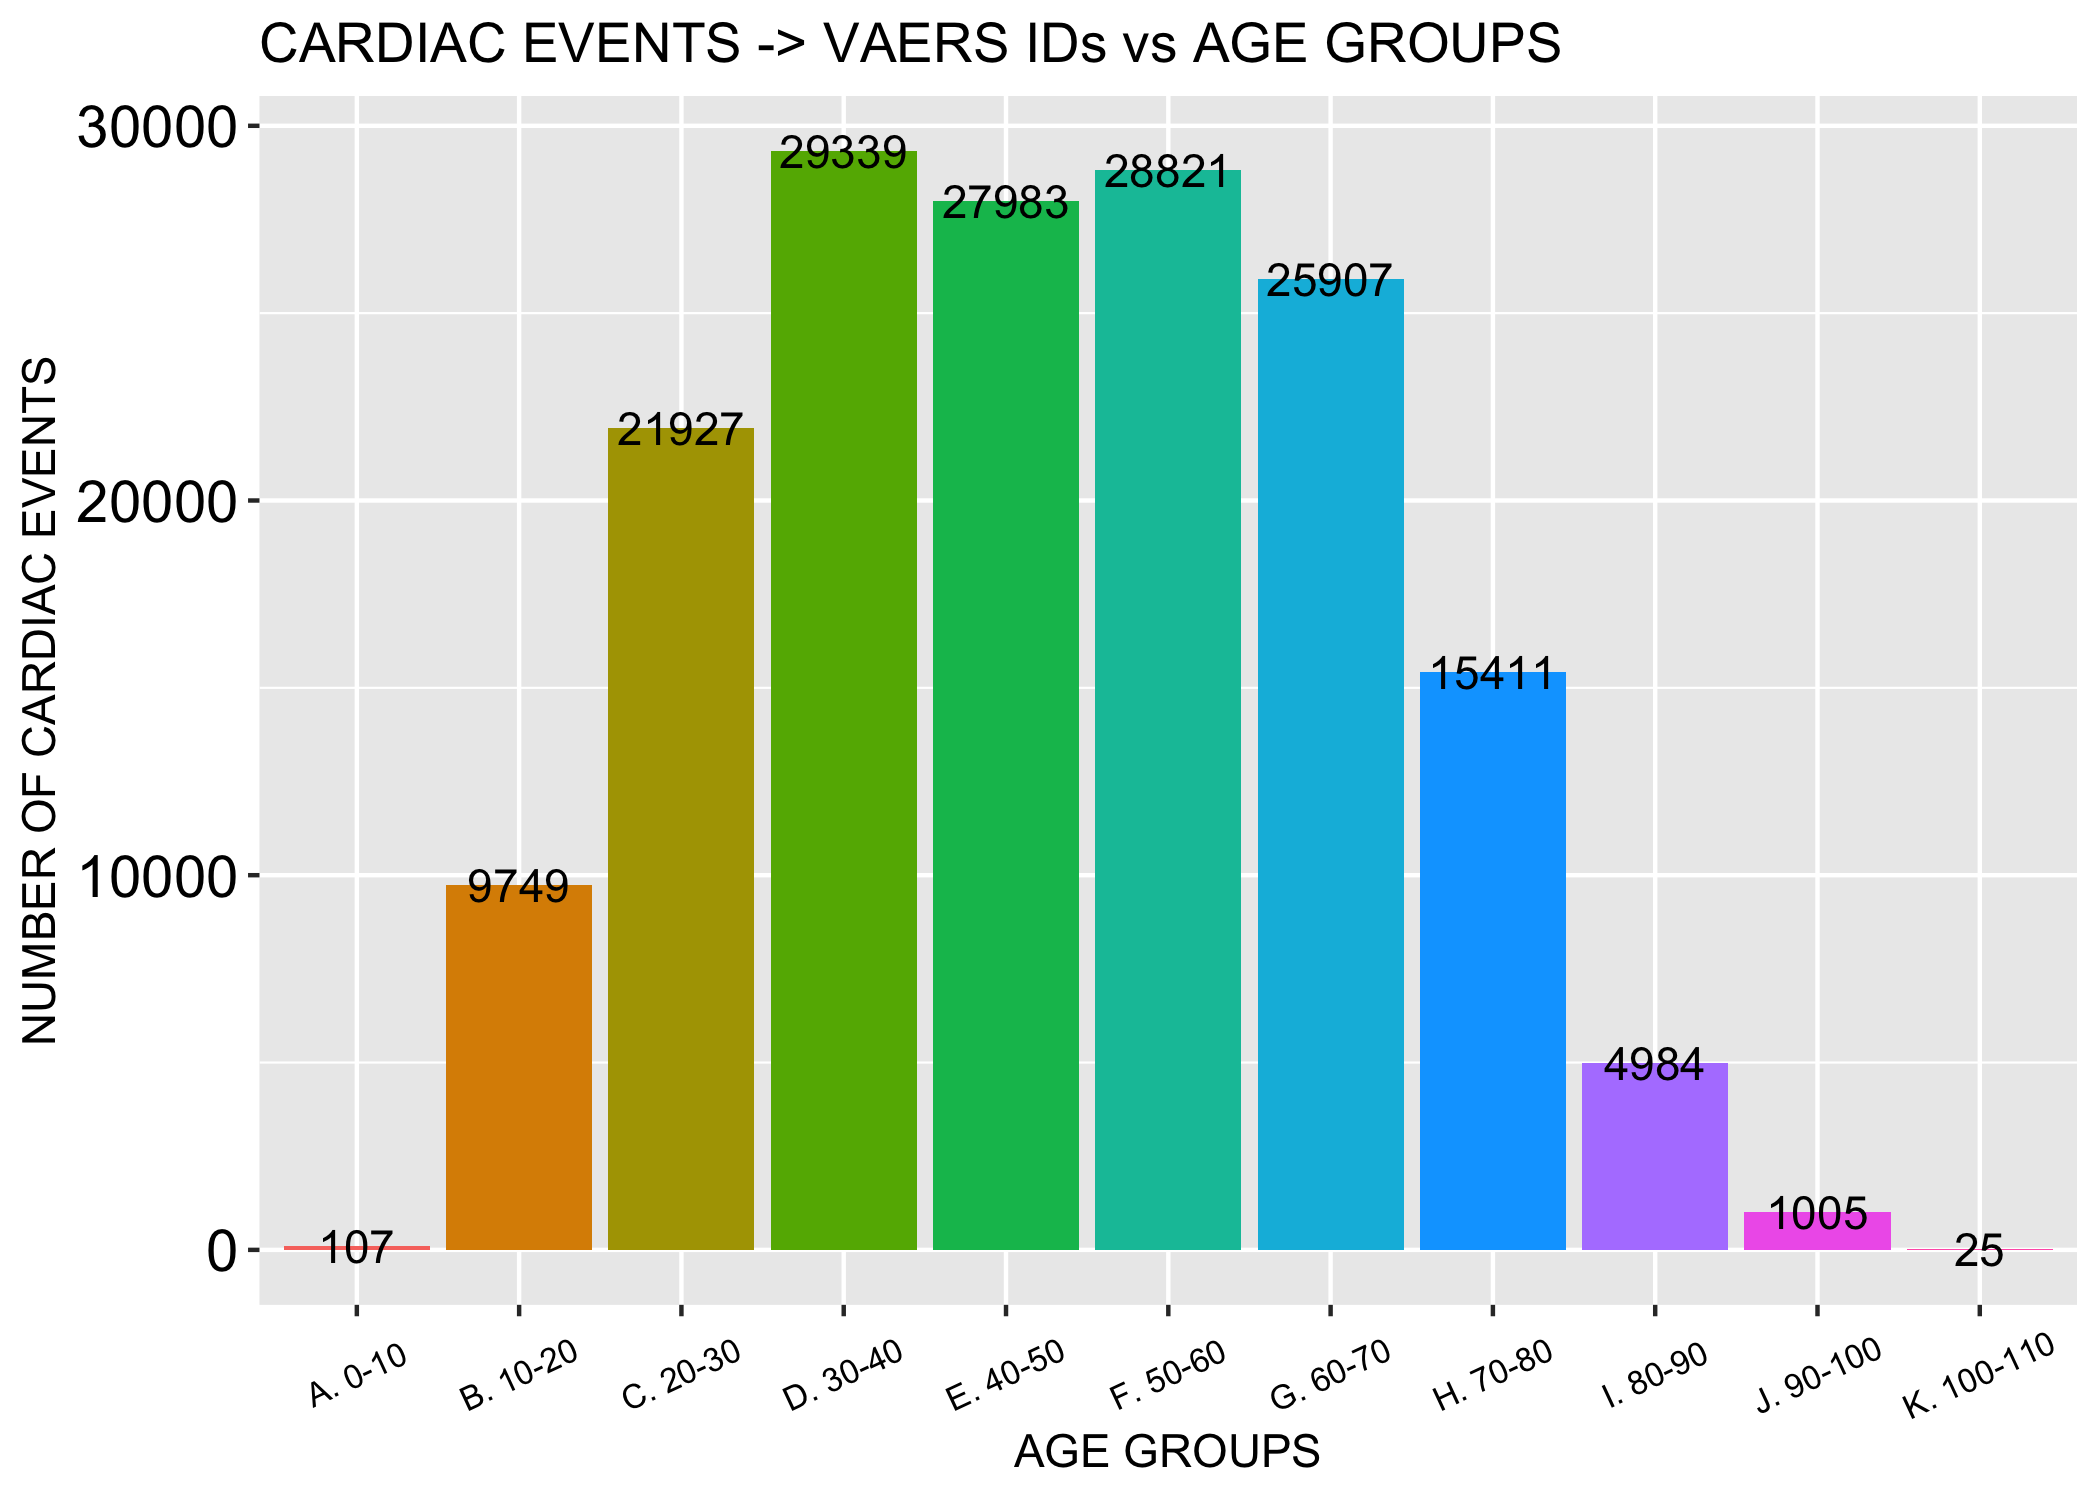 CARDIAC EVENTS -> VAERS IDs vs AGE GROUPS
NUMBER OF CARDIAC EVENTS
30000
20000
10000
0
107
9749
21927
29339
27983
28821
25907
15411
4984
1005
25
A. 0-10
B. 10-20
C. 20-30
D. 30-40
E. 40-50
F. 50-60
G. 60-70
H. 70-80
I. 80-90
J. 90-100
K. 100-110
AGE GROUPS